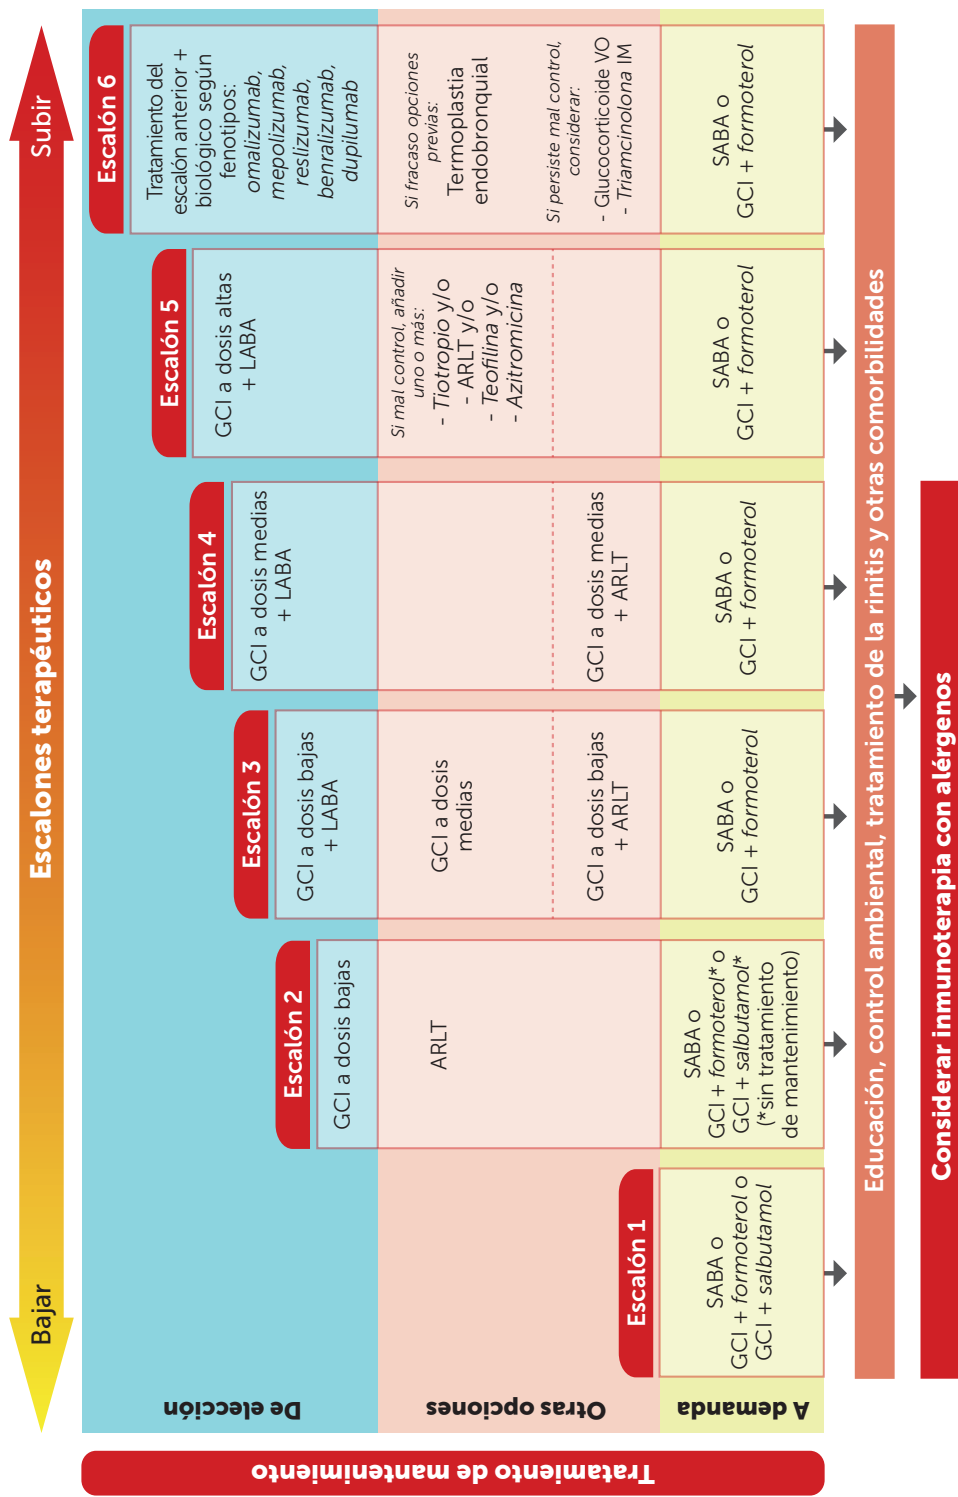 Escalones terapéuticos
Bajar
Subir
Tratamiento de mantenimiento
De elección
Otras opciones
A demanda
Escalón 1
SABA o
GCI + formoterol o
GCI + salbutamol
Escalón 2
GCI a dosis bajas
ARLT
SABA o
GCI + formoterol* o
GCI + salbutamol*
(*sin tratamiento
de mantenimiento)
Escalón 3
GCI a dosis bajas
+ LABA
GCI a dosis
medias
GCI a dosis bajas
+ ARLT
SABA o
GCI + formoterol
Escalón 4
GCI a dosis medias
+ LABA
GCI a dosis medias
+ ARLT
SABA o
GCI + formoterol
Escalón 5
GCI a dosis altas
+ LABA
Si mal control, añadir
uno o más:
- Tiotropio y/o
- ARLT y/o
- Teofilina y/o
- Azitromicina
SABA o
GCI + formoterol
Escalón 6
Tratamiento del
escalón anterior +
biológico según
fenotipos:
omalizumab,
mepolizumab,
reslizumab,
benralizumab,
dupilumab
Si fracaso opciones
previas:
Termoplastia
endobronquial
Si persiste mal control,
considerar:
- Glucocorticoide VO
- Triamcinolona IM
SABA o
GCI + formoterol
Educación, control ambiental, tratamiento de la rinitis y otras comorbilidades
Considerar inmunoterapia con alérgenos